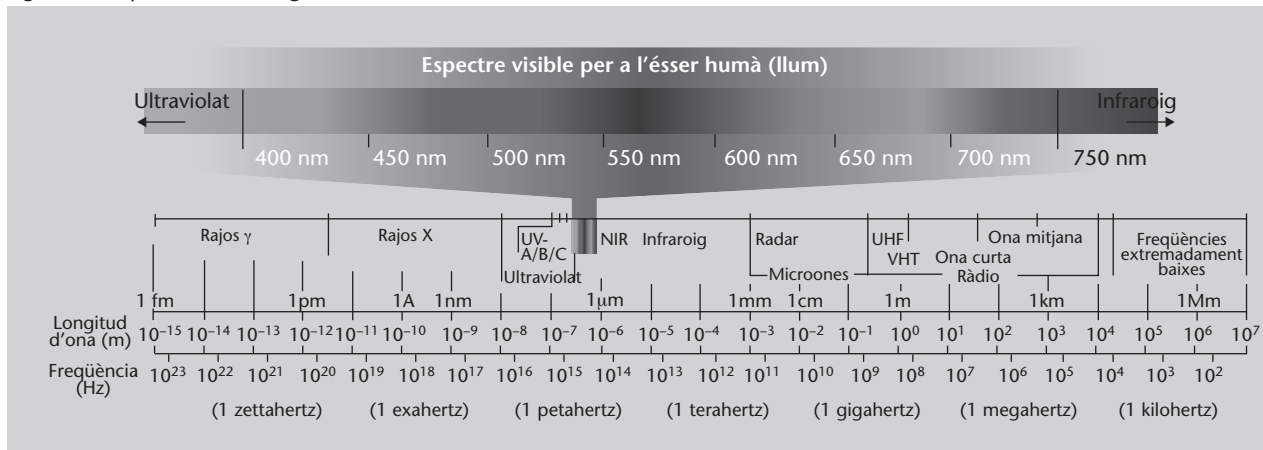 Espectre visible per a l'ésser humà (llum)
Ultraviolat Infraroig
400 nm 450 nm 500 nm 550 nm 600 nm 650 nm 700 nm 750 nm
Rajos γ Rajos X UV- NIR Infraroig Radar UHF Ona mitjana Freqüències
A/B/C VHT Ona curta extremadament
Ultraviolat Microones Ràdio baixes
1 fm 1pm 1A 1nm 1μm 1mm 1cm 1m 1km 1Mm
Longitud
d'ona (m) 10⁻¹⁵ 10⁻¹⁴ 10⁻¹³ 10⁻¹² 10⁻¹¹ 10⁻¹⁰ 10⁻⁹ 10⁻⁸ 10⁻⁷ 10⁻⁶ 10⁻⁵ 10⁻⁴ 10⁻³ 10⁻² 10⁻¹ 10⁰ 10¹ 10² 10³ 10⁴ 10⁵ 10⁶ 10⁷
Freqüència
(Hz) 10²³ 10²² 10²¹ 10²⁰ 10¹⁹ 10¹⁸ 10¹⁷ 10¹⁶ 10¹⁵ 10¹⁴ 10¹³ 10¹² 10¹¹ 10¹⁰ 10⁹ 10⁸ 10⁷ 10⁶ 10⁵ 10⁴ 10³ 10²
(1 zettahertz) (1 exahertz) (1 petahertz) (1 terahertz) (1 gigahertz) (1 megahertz) (1 kilohertz)